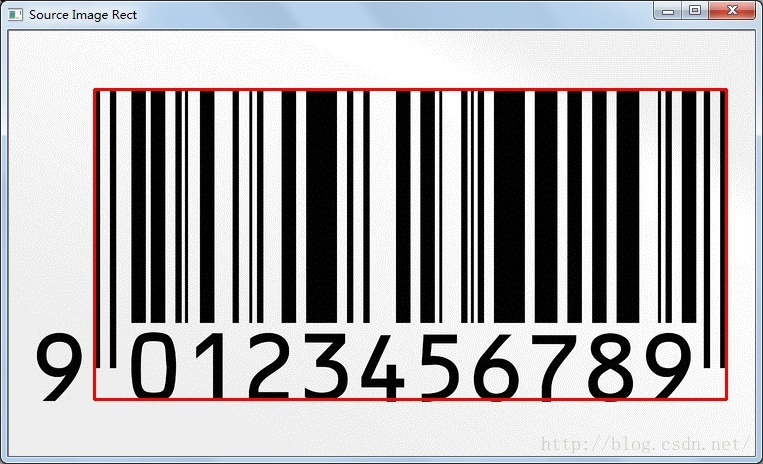 Source Image Rect
9 0123456789
http://blog.csdn.net/